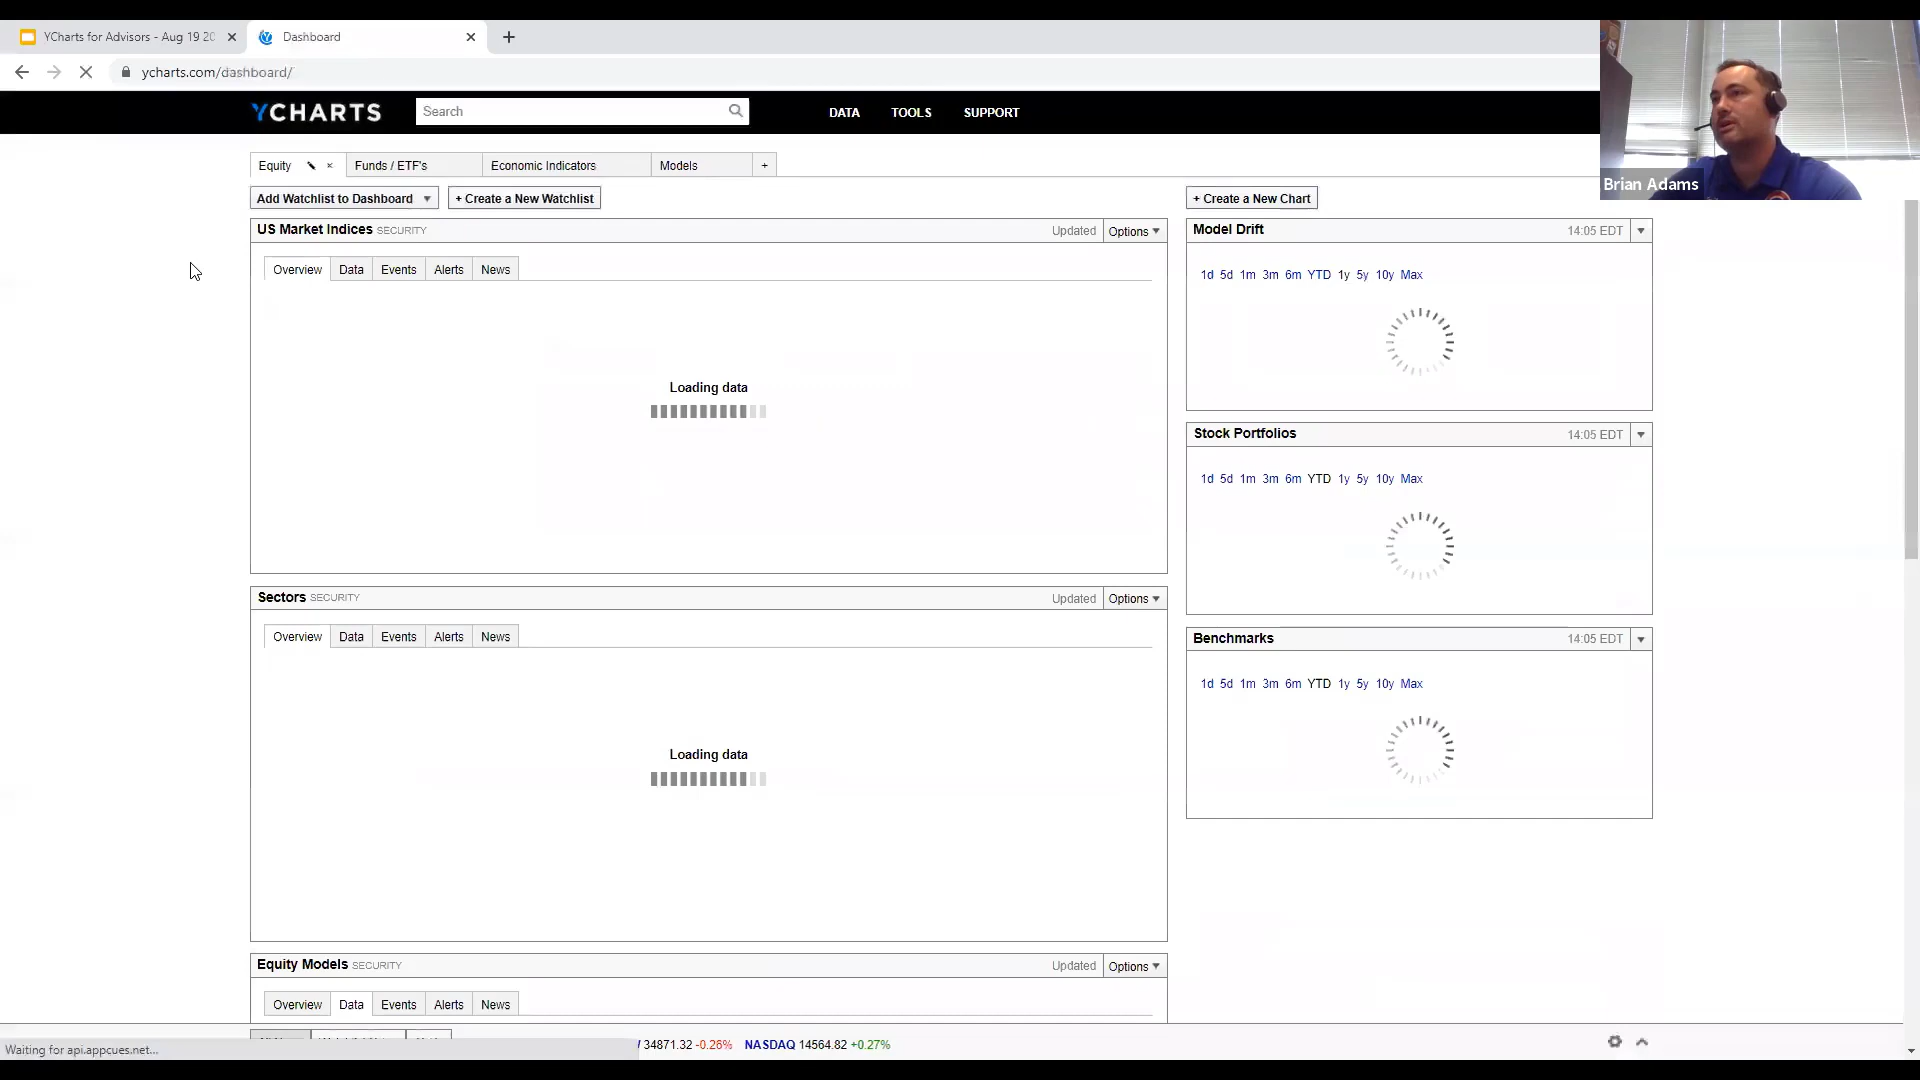 YCharts for Advisors - Aug 19 20
Dashboard
ycharts.com/dashboard/
YCHARTS
Search
DATA
TOOLS
SUPPORT
Brian Adams
Equity
Funds / ETF's
Economic Indicators
Models
+
Add Watchlist to Dashboard
+ Create a New Watchlist
+ Create a New Chart
US Market Indices SECURITY
Updated
Options
Overview Data Events Alerts News
Loading data
Model Drift
14:05 EDT
1d 5d 1m 3m 6m YTD 1y 5y 10y Max
Stock Portfolios
14:05 EDT
1d 5d 1m 3m 6m YTD 1y 5y 10y Max
Sectors SECURITY
Updated
Options
Overview Data Events Alerts News
Loading data
Benchmarks
14:05 EDT
1d 5d 1m 3m 6m YTD 1y 5y 10y Max
Equity Models SECURITY
Updated
Options
Overview Data Events Alerts News
34871.32 -0.26% NASDAQ 14564.82 +0.27%
Waiting for api.appcues.net...